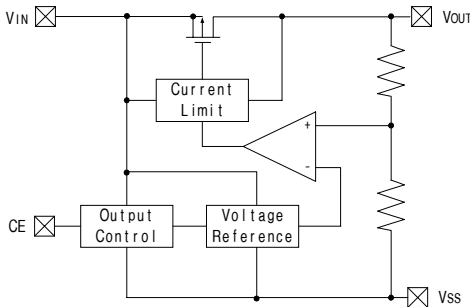 VIN
VOUT
Current
Limit
+
-
CE
Output
Control
Voltage
Reference
VSS